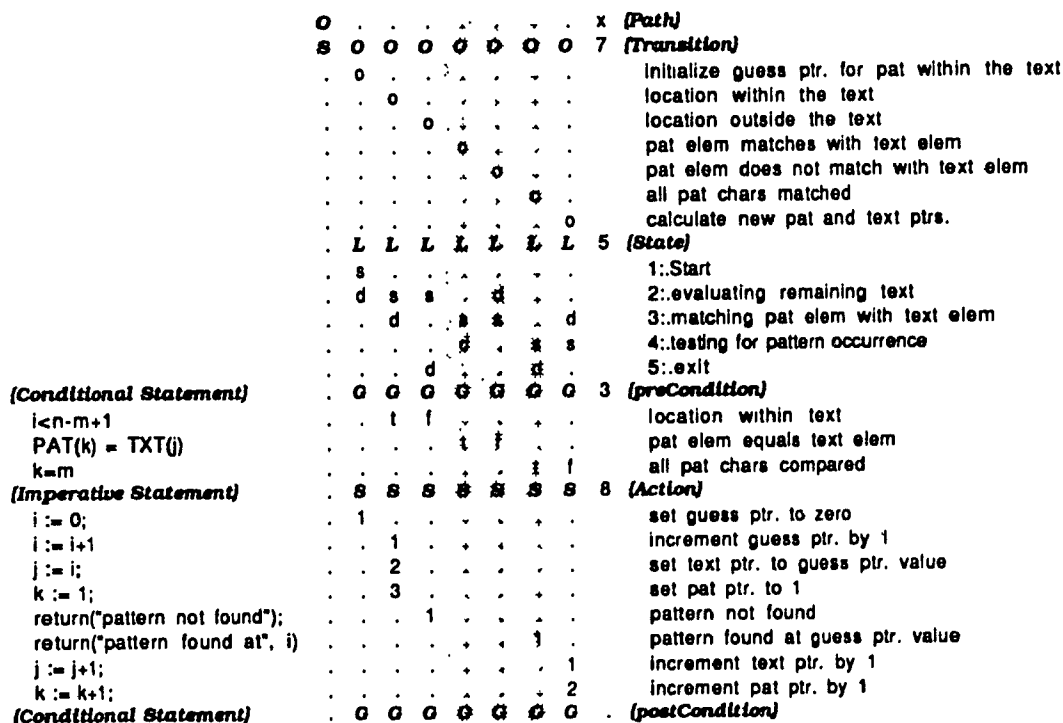 O . . . . . . . x {Path}
S O O O O O O O 7 {Transition}
. o . . . . . . initialize guess ptr. for pat within the text
. . o . . . . . location within the text
. . . o . . . . location outside the text
. . . . o . . . pat elem matches with text elem
. . . . . o . . pat elem does not match with text elem
. . . . . . o . all pat chars matched
. . . . . . . o calculate new pat and text ptrs.
. L L L L L L L 5 {State}
. s . . . . . . 1:.Start
. d s s . d . . 2:.evaluating remaining text
. . d . s s . d 3:.matching pat elem with text elem
. . . . d . s s 4:.testing for pattern occurrence
. . . d . . d . 5:.exit
{Conditional Statement} . G G G G G G G 3 {preCondition}
i<n-m+1 . . t f . . . . location within text
PAT(k) = TXT(j) . . . . t f . . pat elem equals text elem
k=m . . . . . . t f all pat chars compared
{Imperative Statement} . S S S S S S S 8 {Action}
i := 0; . 1 . . . . . . set guess ptr. to zero
i := i+1 . . 1 . . . . . increment guess ptr. by 1
j := i; . . 2 . . . . . set text ptr. to guess ptr. value
k := 1; . . 3 . . . . . set pat ptr. to 1
return("pattern not found"); . . . 1 . . . . pattern not found
return("pattern found at", i) . . . . . . 1 . pattern found at guess ptr. value
j := j+1; . . . . . . . 1 increment text ptr. by 1
k := k+1; . . . . . . . 2 increment pat ptr. by 1
{Conditional Statement} . G G G G G G G . {postCondition}